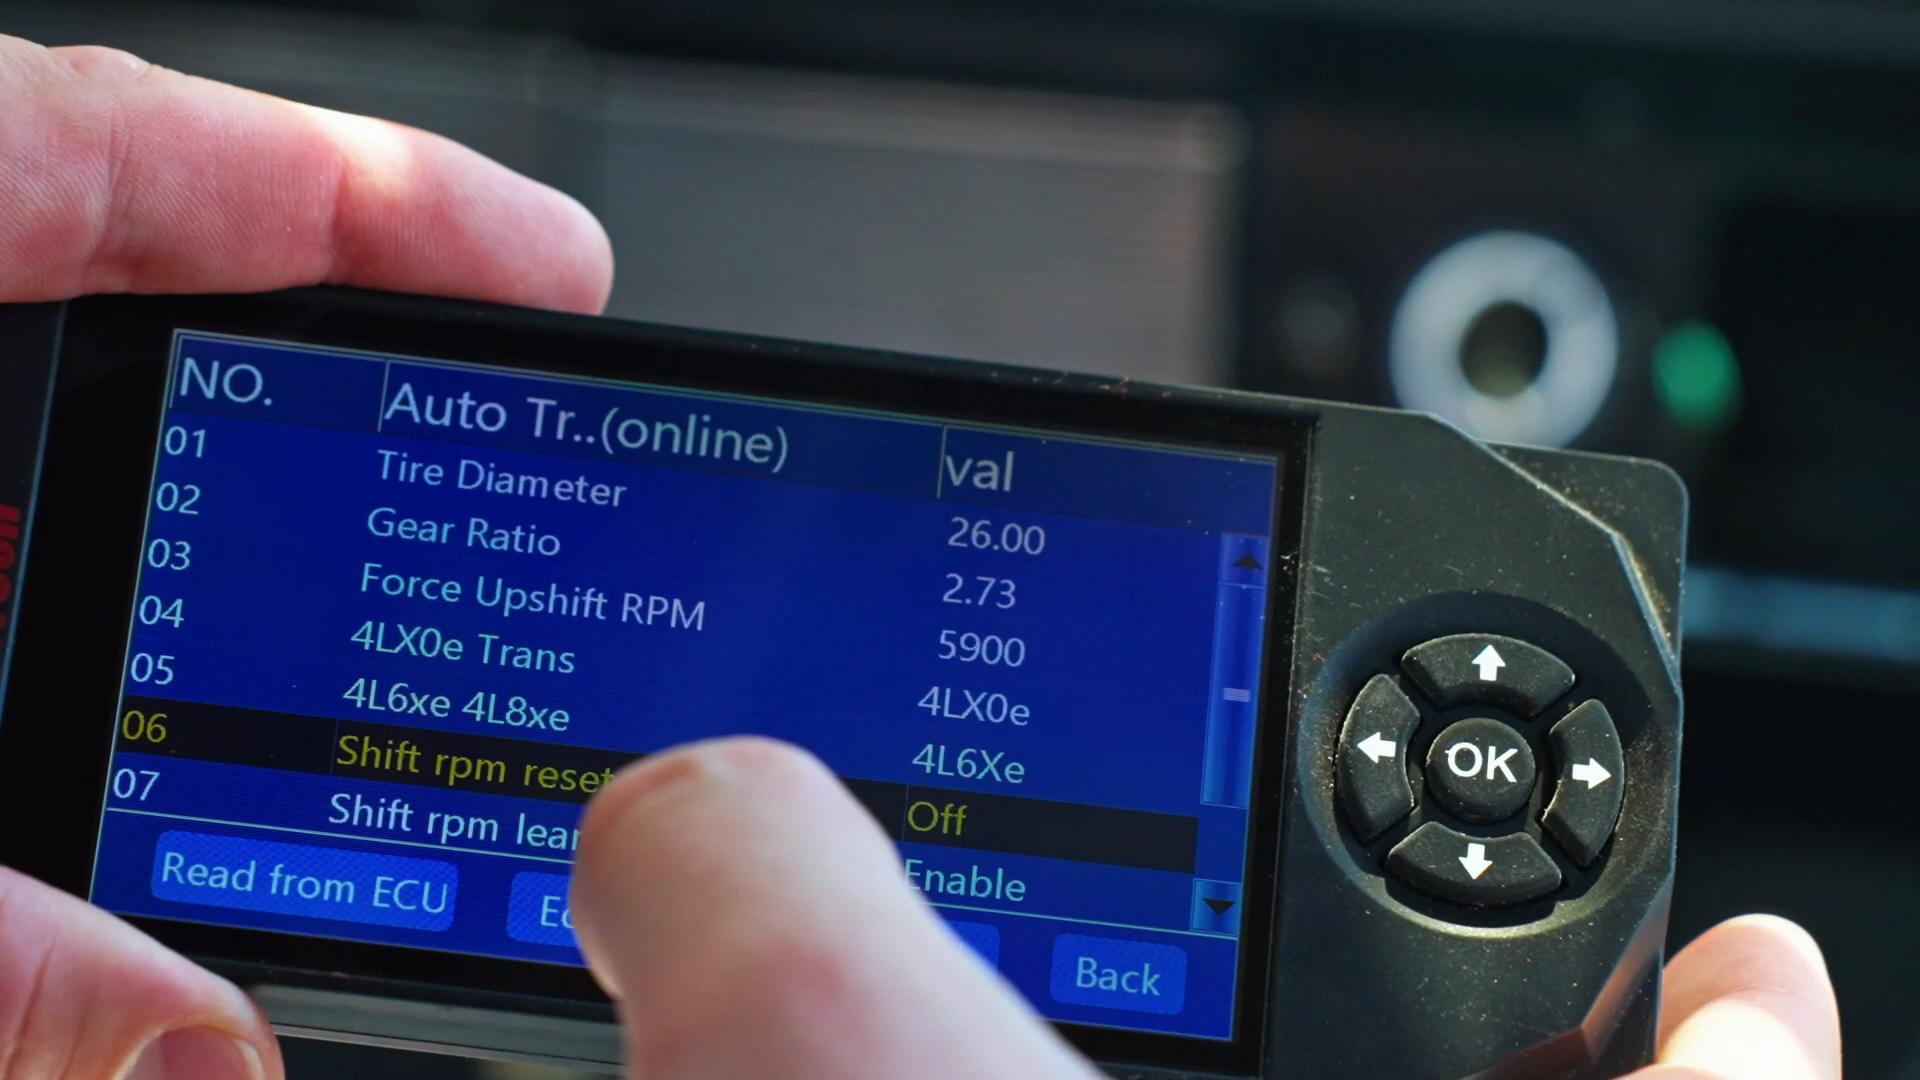 NO. Auto Tr..(online) val
01 Tire Diameter 26.00
02 Gear Ratio 2.73
03 Force Upshift RPM 5900
04 4LX0e Trans 4LX0e
05 4L6xe 4L8xe 4L6Xe
06 Shift rpm reset Off
07 Shift rpm Enable
Read from ECU Back
OK